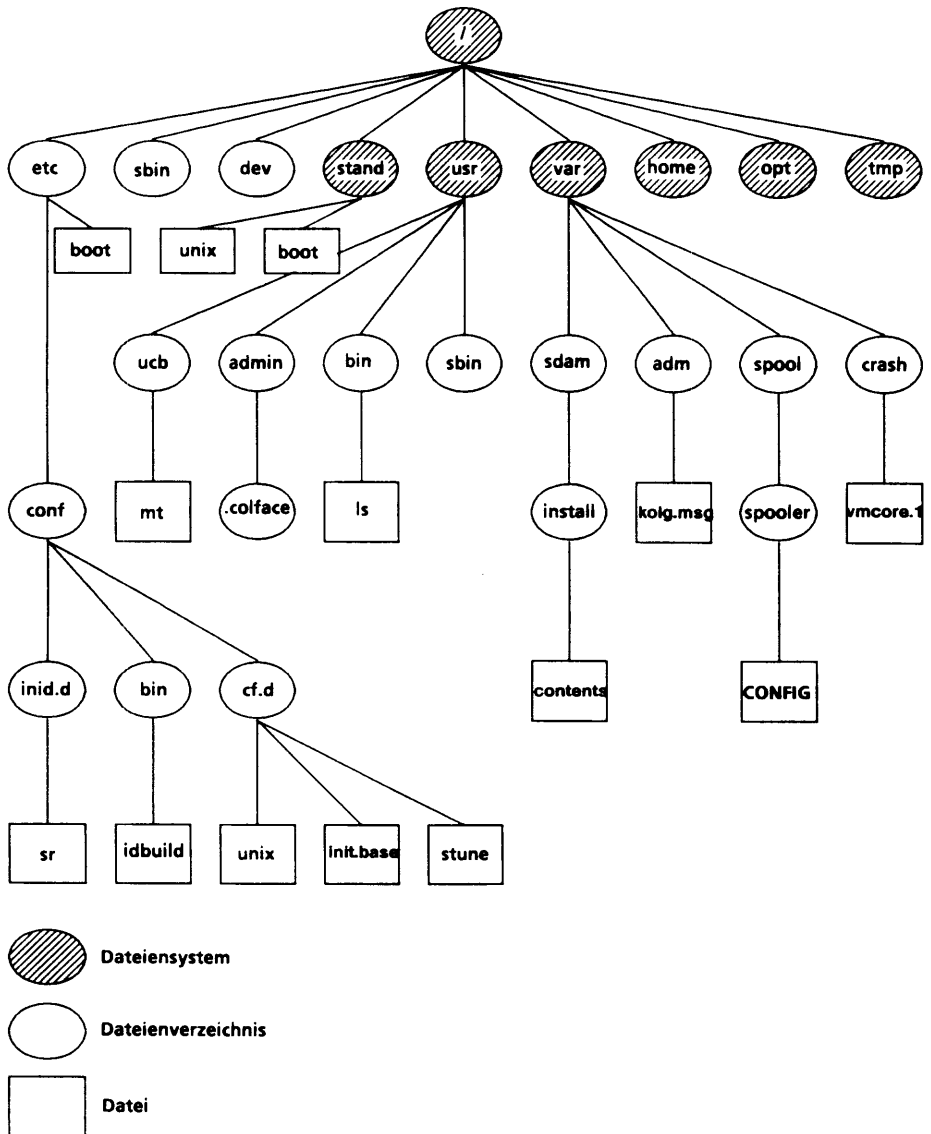 /
etc sbin dev stand usr var home opt tmp
boot unix boot
ucb admin bin sbin sdam adm spool crash
conf mt .colface ls install kolg.msg spooler vmcore.1
inid.d bin cf.d contents CONFIG
sr idbuild unix init.base stune
Dateiensystem
Dateienverzeichnis
Datei